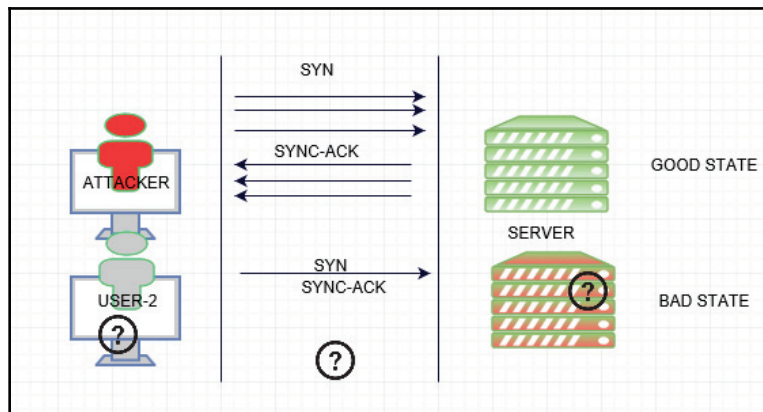 SYN
SYNC-ACK
ATTACKER
GOOD STATE
SERVER
SYN
SYNC-ACK
USER-2
BAD STATE
?
?
?